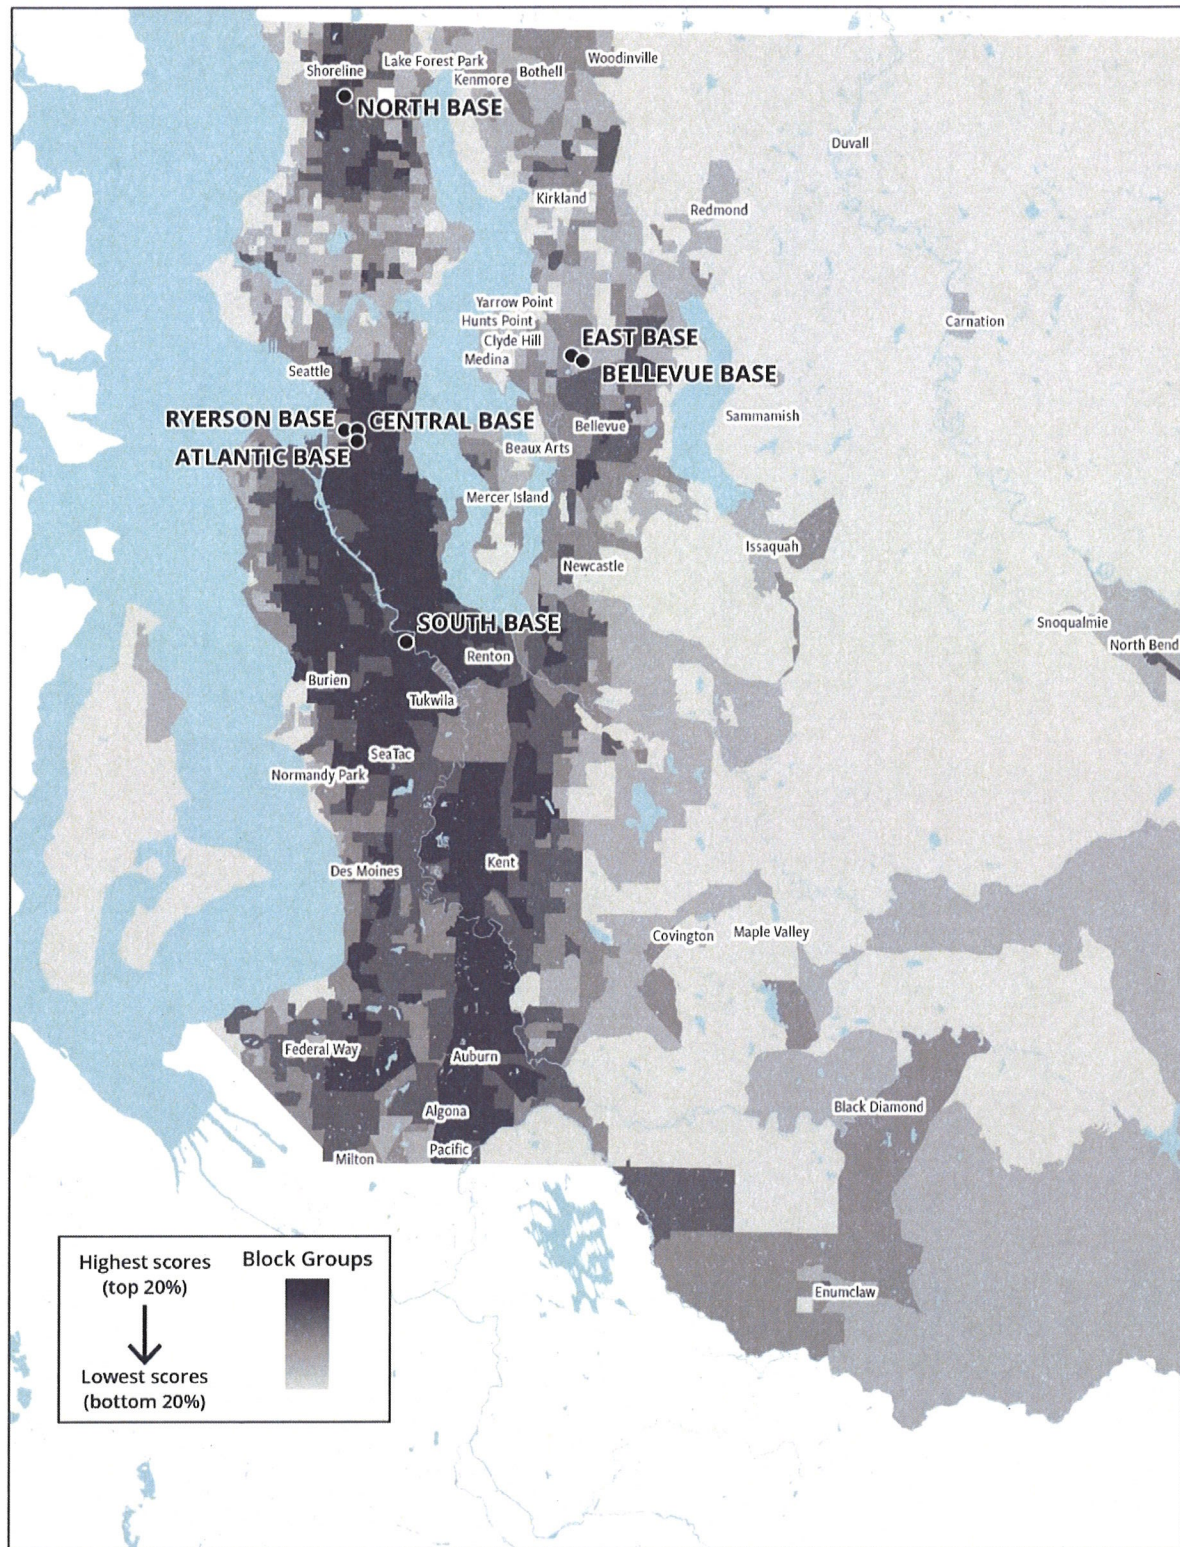 Woodinville
Lake Forest Park
Shoreline
Bothell
Kenmore
NORTH BASE
Duvall
Kirkland
Redmond
Yarrow Point
Hunts Point
Carnation
EAST BASE
Clyde Hill
Medina
Seattle
BELLEVUE BASE
RYERSON BASE
CENTRAL BASE
Sammamish
Bellevue
Beaux Arts
ATLANTIC BASE
Mercer Island
Issaquah
Newcastle
SOUTH BASE
Snoqualmie
North Bend
Renton
Burien
Tukwila
SeaTac
Normandy Park
Kent
Des Moines
Covington
Maple Valley
Federal Way
Auburn
Algona
Black Diamond
Pacific
Milton
Enumclaw
Highest scores
(top 20%)
Block Groups
Lowest scores
(bottom 20%)